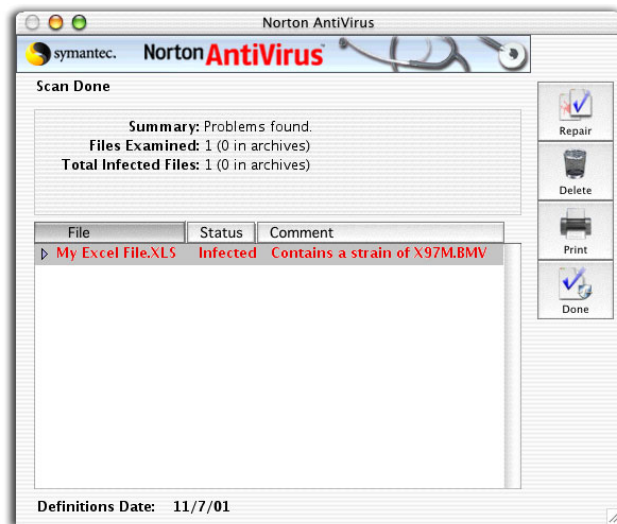 Norton AntiVirus
symantec. Norton AntiVirus
Scan Done
Summary: Problems found.
Files Examined: 1 (0 in archives)
Total Infected Files: 1 (0 in archives)
File Status Comment
My Excel File.XLS Infected Contains a strain of X97M.BMV
Repair
Delete
Print
Done
Definitions Date: 11/7/01